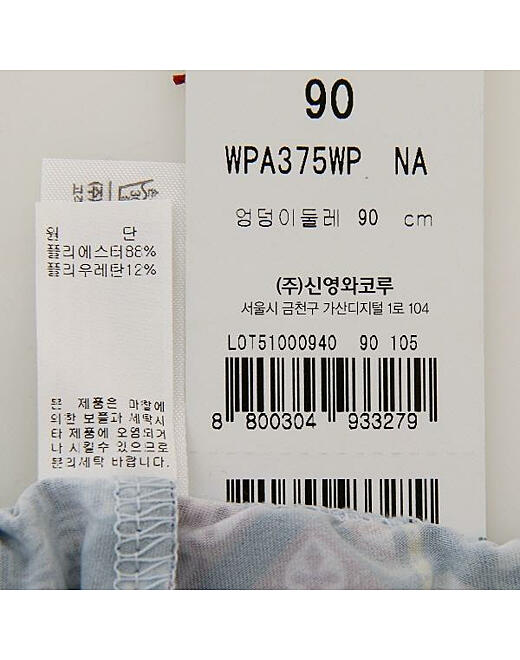 90
WPA375WP NA
엉덩이둘레 90 cm
(주)신영와코루
서울시 금천구 가산디지털 1로 104
LOT51000940 90 105
8 800304 933279
원 단
폴리에스터88%
폴리우레탄12%
본 제품은 마찰에
의한 보풀과 세탁시
타 제품에 오염되거
나 시킬수 있으므로
분리세탁 바랍니다.